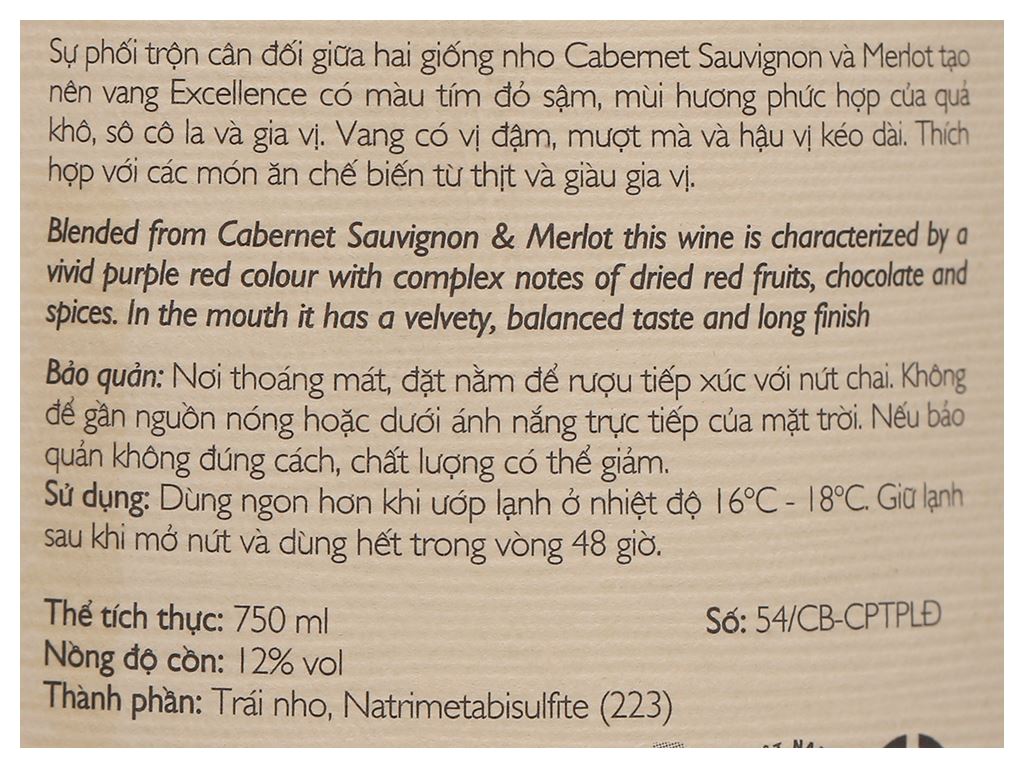 Sự phối trộn cân đối giữa hai giống nho Cabernet Sauvignon và Merlot tạo
nên vang Excellence có màu tím đỏ sậm, mùi hương phức hợp của quả
khô, sô cô la và gia vị. Vang có vị đậm, mượt mà và hậu vị kéo dài. Thích
hợp với các món ăn chế biến từ thịt và giàu gia vị.
Blended from Cabernet Sauvignon & Merlot this wine is characterized by a
vivid purple red colour with complex notes of dried red fruits, chocolate and
spices. In the mouth it has a velvety, balanced taste and long finish
Bảo quản: Nơi thoáng mát, đặt nằm để rượu tiếp xúc với nút chai. Không
để gần nguồn nóng hoặc dưới ánh nắng trực tiếp của mặt trời. Nếu bảo
quản không đúng cách, chất lượng có thể giảm.
Sử dụng: Dùng ngon hơn khi ướp lạnh ở nhiệt độ 16°C - 18°C. Giữ lạnh
sau khi mở nút và dùng hết trong vòng 48 giờ.
Thể tích thực: 750 ml Số: 54/CB-CPTPLĐ
Nồng độ cồn: 12% vol
Thành phần: Trái nho, Natrimetabisulfite (223)